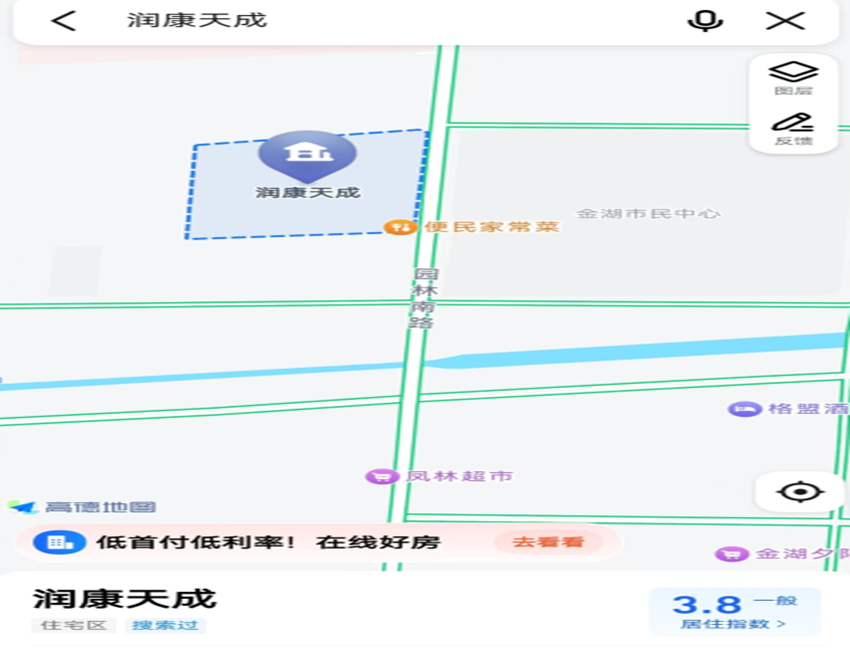 润康天成
图层
反馈
润康天成
金湖市民中心
便民家常菜
园林南路
格盟酒
凤林超市
高德地图
低首付低利率！在线好房 去看看
金湖夕阳
润康天成
3.8 一般
住宅区 搜索过
居住指数 >